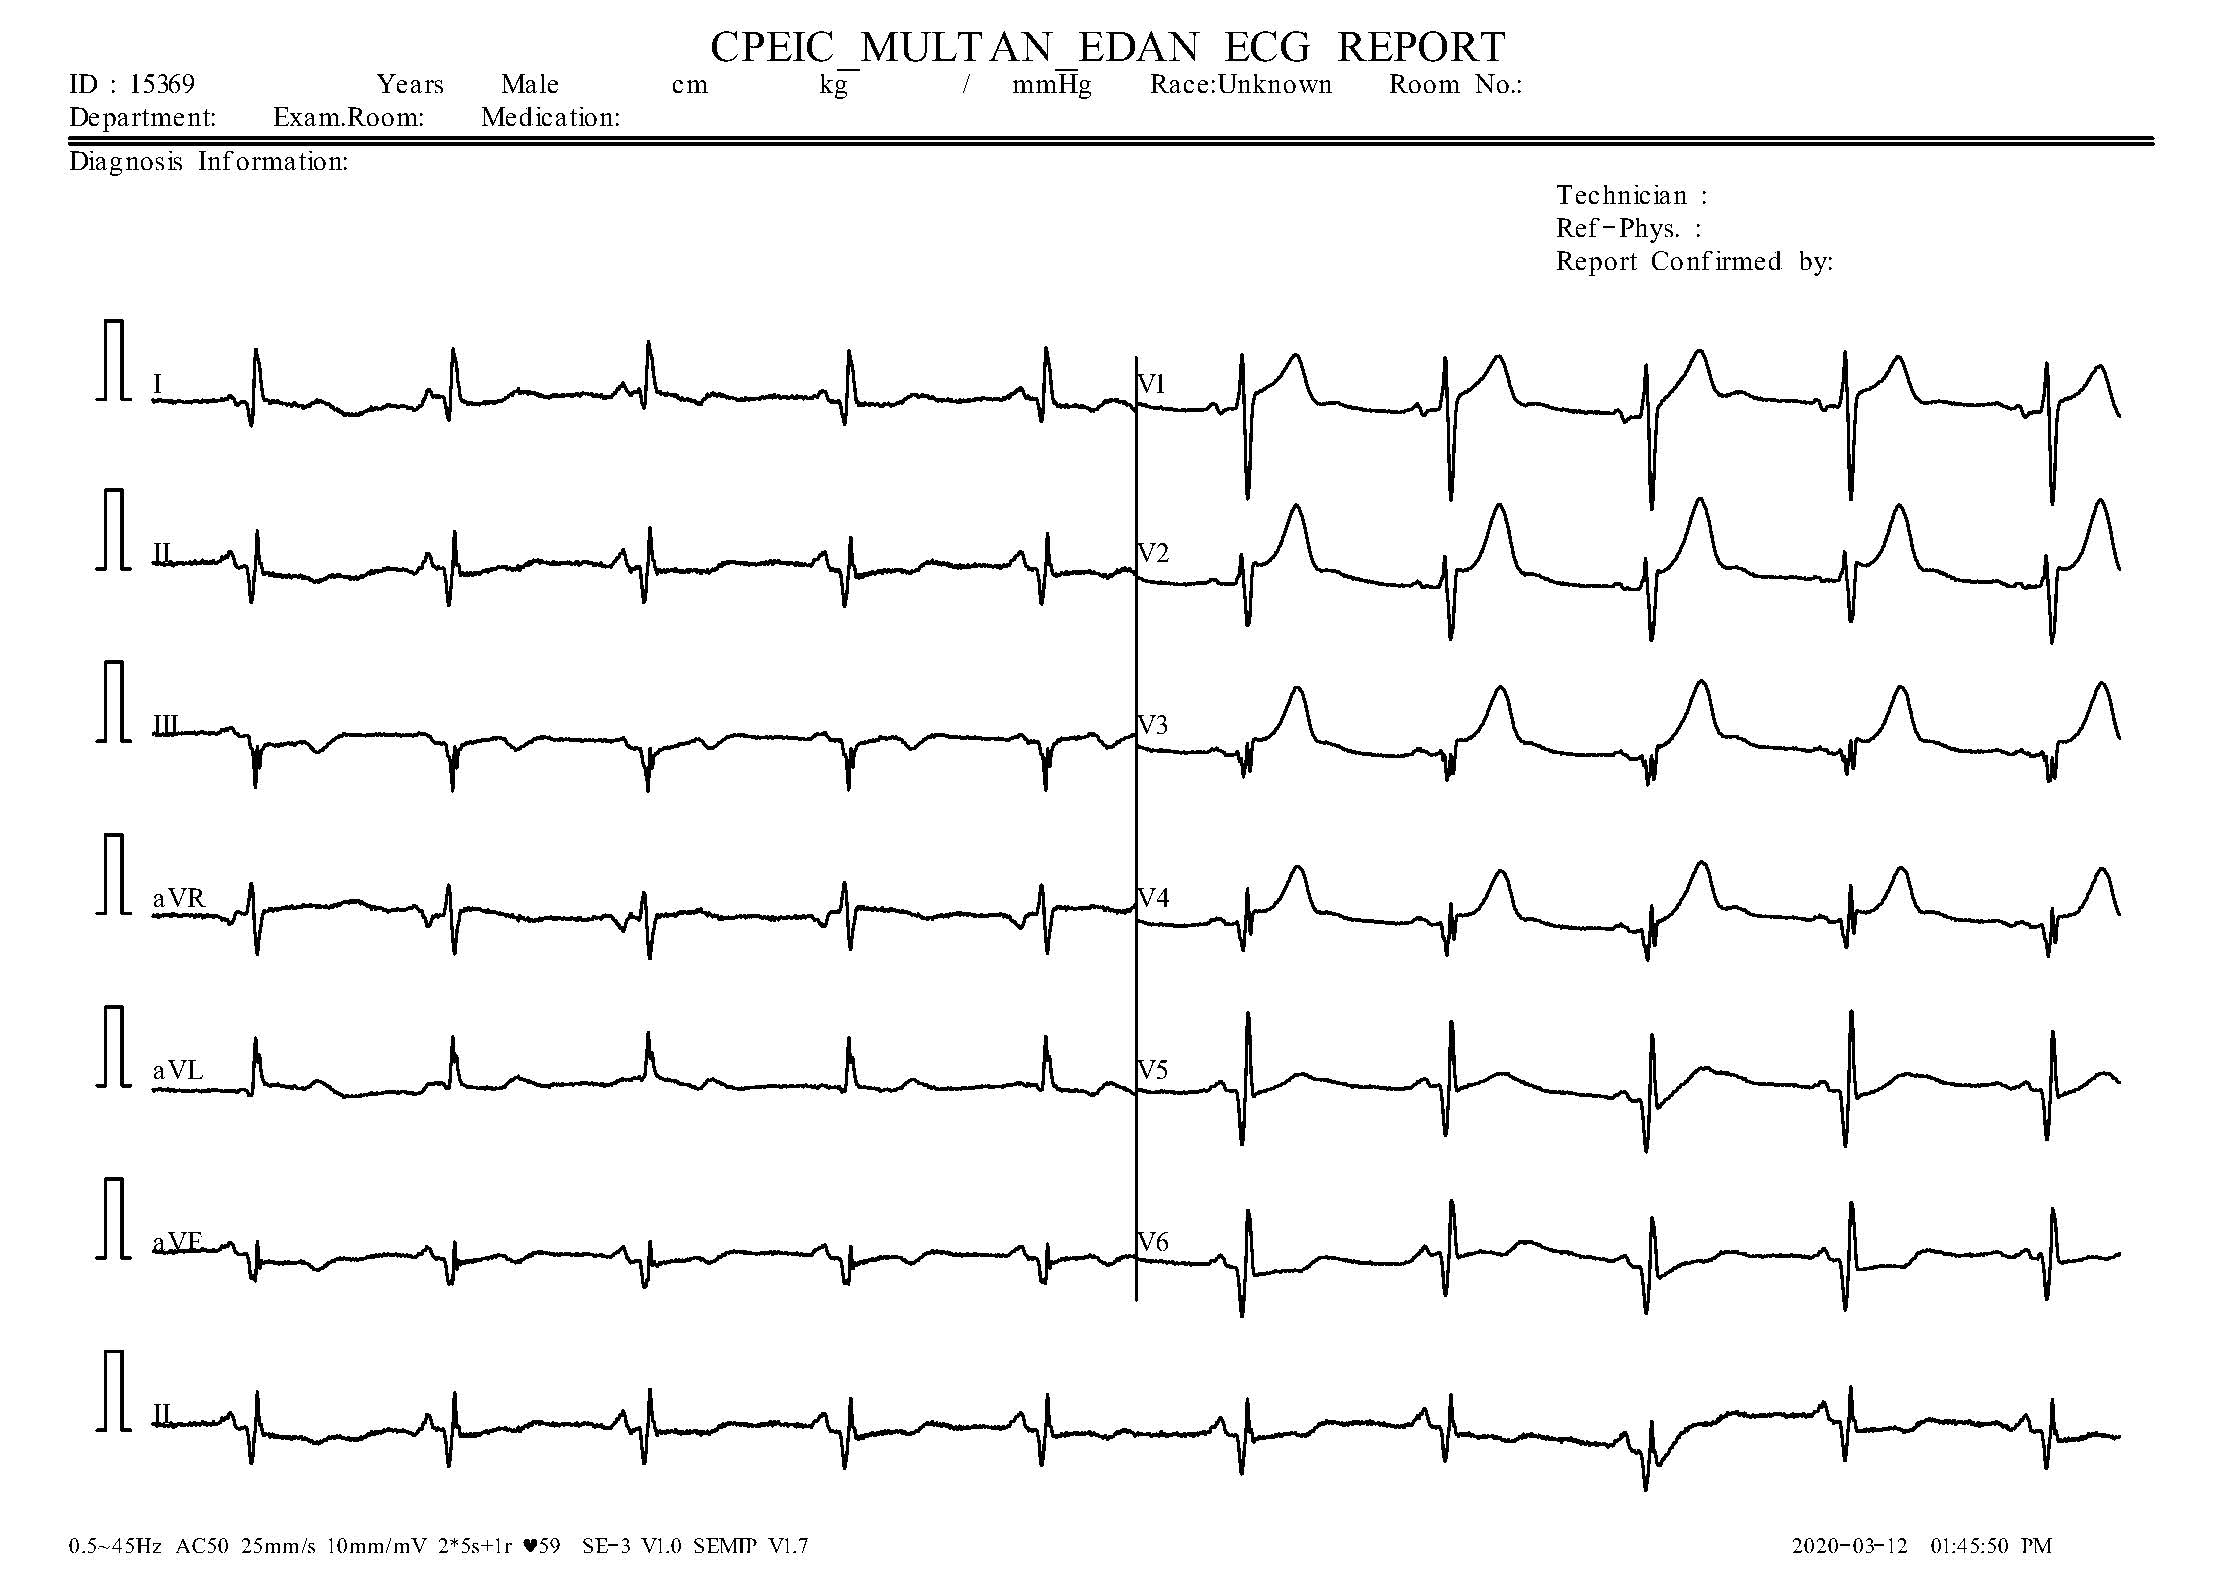 CPEIC_MULTAN_EDAN ECG REPORT
ID : 15369 Years Male cm kg / mmHg Race:Unknown Room No.:
Department: Exam.Room: Medication:
Diagnosis Information:
Technician :
Ref-Phys. :
Report Confirmed by:
I V1
II V2
III V3
aVR V4
aVL V5
aVF V6
II
0.5~45Hz AC50 25mm/s 10mm/mV 2*5s+1r ♥59 SE-3 V1.0 SEMIP V1.7 2020-03-12 01:45:50 PM